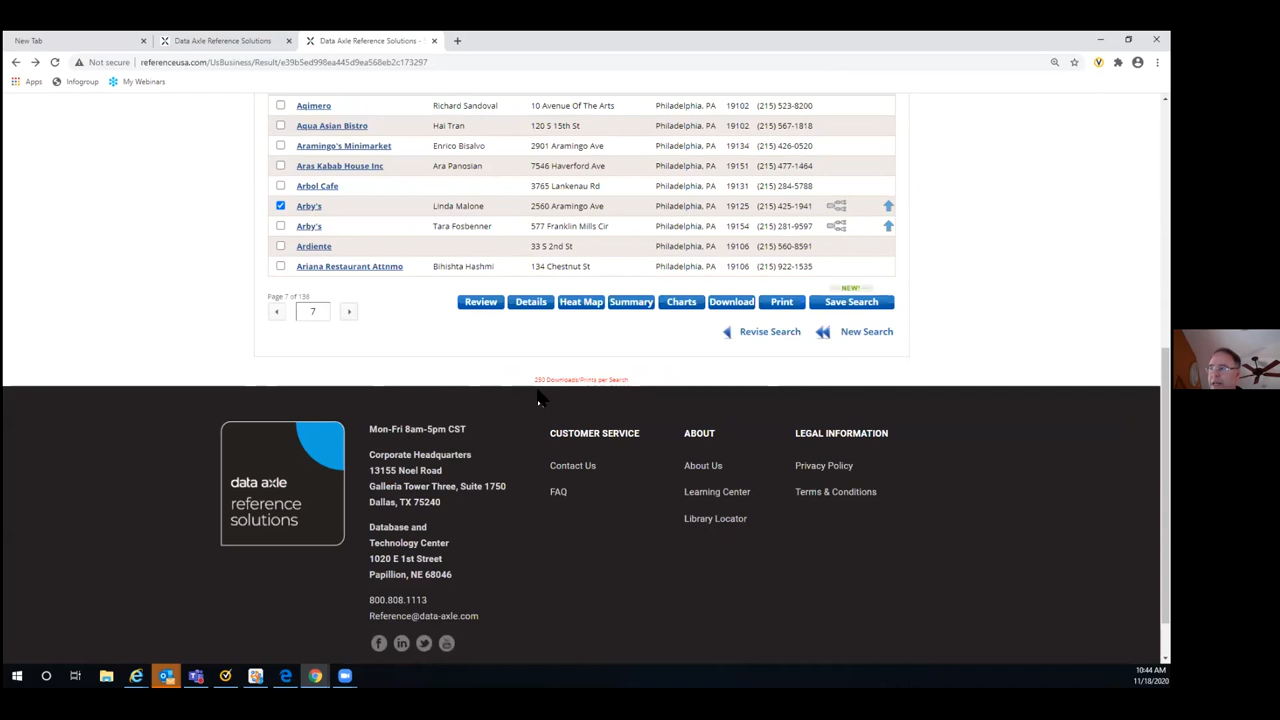 New Tab
Data Axle Reference Solutions
Data Axle Reference Solutions -
Not secure referenceusa.com/UsBusiness/Result/e39b5ed998ea445d9ea568eb2c173297
Apps Infogroup My Webinars
Aqimero Richard Sandoval 10 Avenue Of The Arts Philadelphia, PA 19102 (215) 523-8200
Aqua Asian Bistro Hai Tran 120 S 15th St Philadelphia, PA 19102 (215) 567-1818
Aramingo's Minimarket Enrico Bisalvo 2901 Aramingo Ave Philadelphia, PA 19134 (215) 426-0520
Aras Kabab House Inc Ara Panosian 7546 Haverford Ave Philadelphia, PA 19151 (215) 477-1464
Arbol Cafe 3765 Lankenau Rd Philadelphia, PA 19131 (215) 284-5788
Arby's Linda Malone 2560 Aramingo Ave Philadelphia, PA 19125 (215) 425-1941
Arby's Tara Fosbenner 577 Franklin Mills Cir Philadelphia, PA 19154 (215) 281-9597
Ardiente 33 S 2nd St Philadelphia, PA 19106 (215) 560-8591
Ariana Restaurant Attnmo Bihishta Hashmi 134 Chestnut St Philadelphia, PA 19106 (215) 922-1535
NEW!
Page 7 of 138
7
Review Details Heat Map Summary Charts Download Print Save Search
Revise Search New Search
250 Downloads/Prints per Search
data axle
reference
solutions
Mon-Fri 8am-5pm CST
Corporate Headquarters
13155 Noel Road
Galleria Tower Three, Suite 1750
Dallas, TX 75240
Database and
Technology Center
1020 E 1st Street
Papillion, NE 68046
800.808.1113
Reference@data-axle.com
CUSTOMER SERVICE
Contact Us
FAQ
ABOUT
About Us
Learning Center
Library Locator
LEGAL INFORMATION
Privacy Policy
Terms & Conditions
10:44 AM
11/18/2020